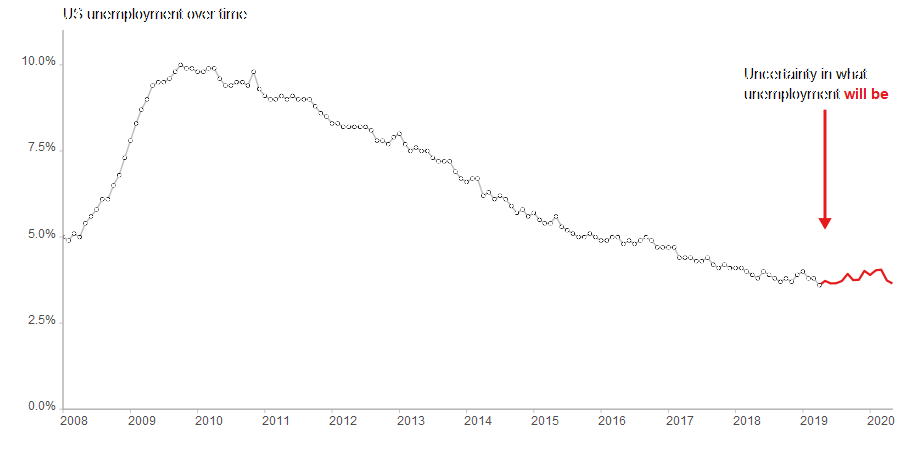 US unemployment over time
10.0%
7.5%
5.0%
2.5%
0.0%
Uncertainty in what
unemployment will be
2008 2009 2010 2011 2012 2013 2014 2015 2016 2017 2018 2019 2020